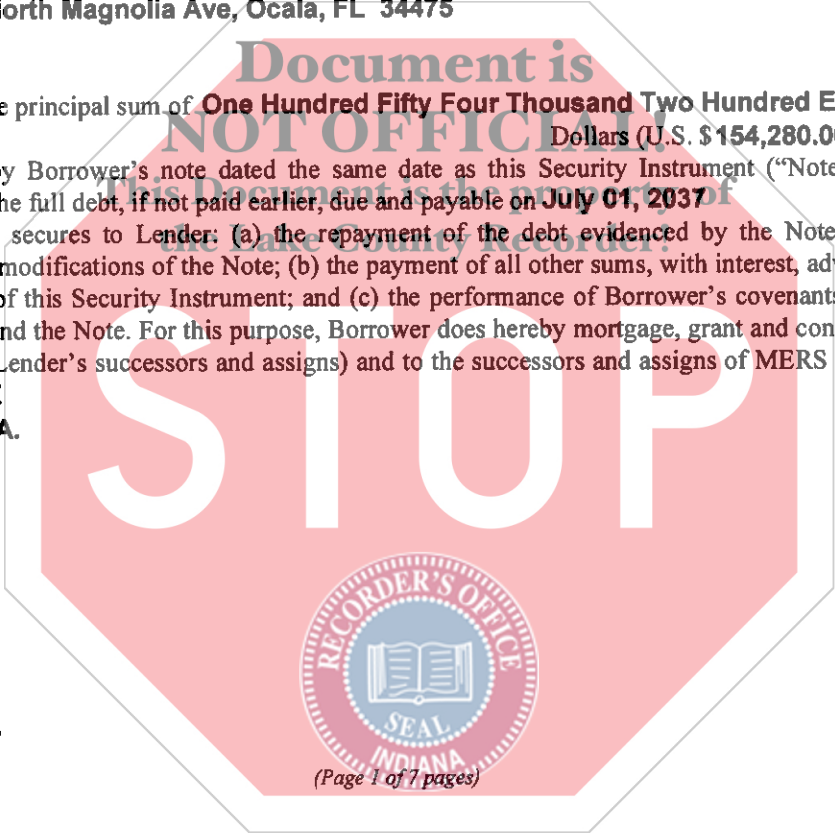 orth Magnolia Ave, Ocala, FL 34475
Document is
e principal sum of One Hundred Fifty Four Thousand Two Hundred E
NOT OFFICIAL!
Dollars (U.S. $154,280.0
y Borrower's note dated the same date as this Security Instrument ("Note
This Document is the property of
he full debt, if not paid earlier, due and payable on July 01, 2037
secures to Lender: (a) the repayment of the debt evidenced by the Note
the Lake County Recorder!
modifications of the Note; (b) the payment of all other sums, with interest, ad
of this Security Instrument; and (c) the performance of Borrower's covenants
nd the Note. For this purpose, Borrower does hereby mortgage, grant and con
Lender's successors and assigns) and to the successors and assigns of MERS
A.
STOP
RECORDER'S OFFICE
SEAL
INDIANA
(Page 1 of 7 pages)